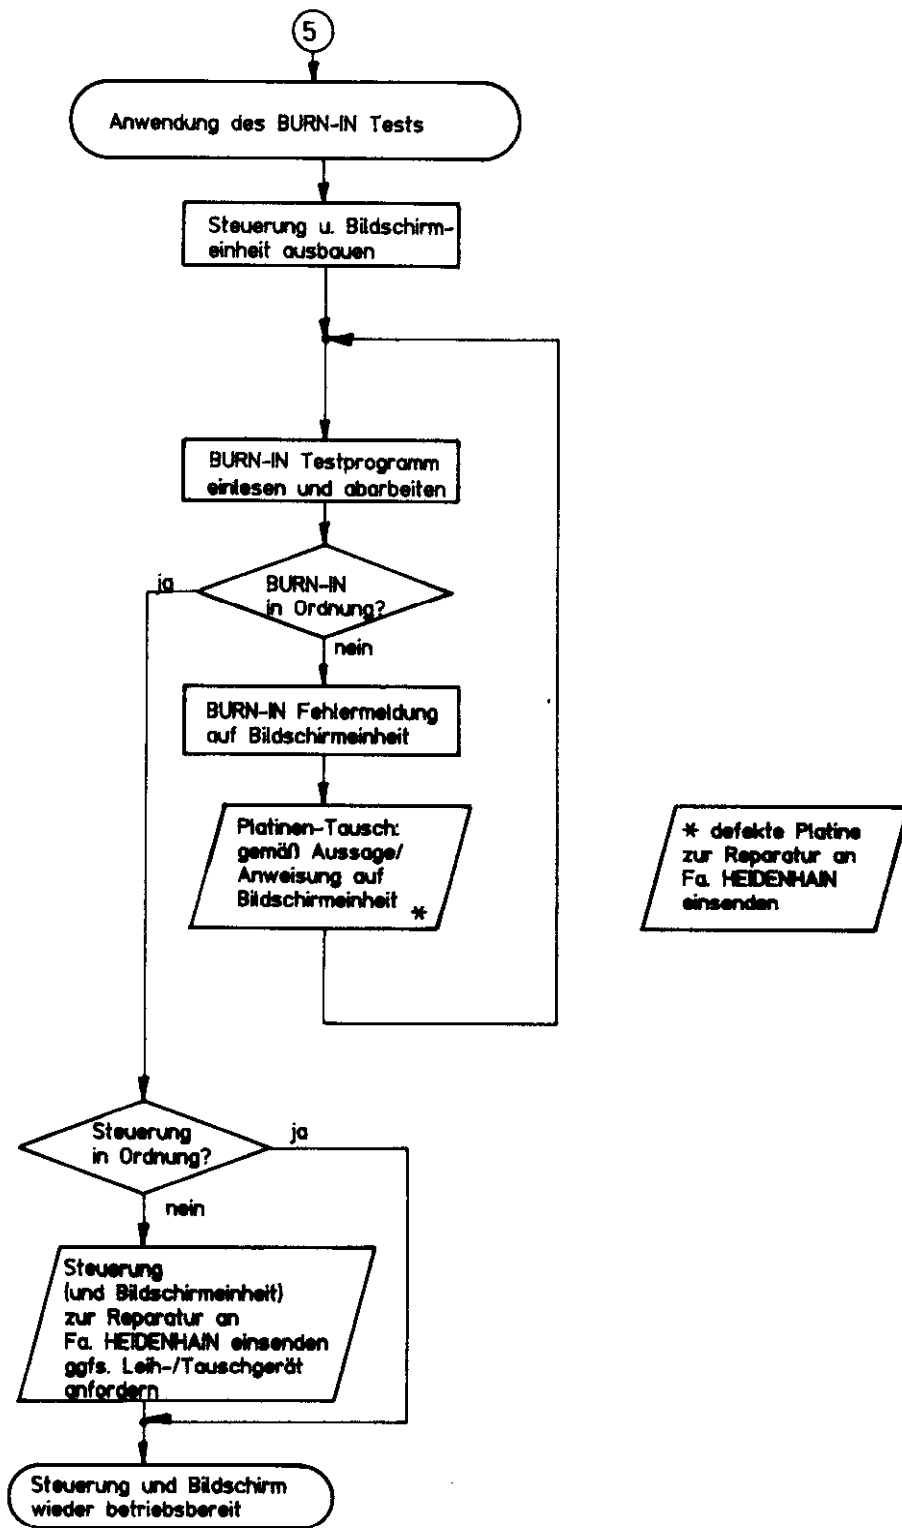 5
Anwendung des BURN-IN Tests
Steuerung u. Bildschirm-
einheit ausbauen
BURN-IN Testprogramm
einlesen und abarbeiten
ja
BURN-IN
in Ordnung?
nein
BURN-IN Fehlermeldung
auf Bildschirmeinheit
Platinen-Tausch:
gemäß Aussage/
Anweisung auf
Bildschirmeinheit
*
* defekte Platine
zur Reparatur an
Fa. HEIDENHAIN
einsenden
Steuerung
in Ordnung?
ja
nein
Steuerung
(und Bildschirmeinheit)
zur Reparatur an
Fa. HEIDENHAIN einsenden
ggfs. Leih-/Tauschgerät
anfordern
Steuerung und Bildschirm
wieder betriebsbereit